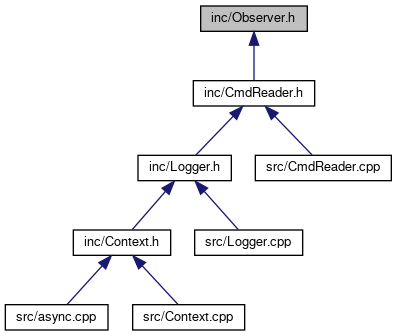 inc/Observer.h
inc/CmdReader.h
inc/Logger.h
src/CmdReader.cpp
inc/Context.h
src/Logger.cpp
src/async.cpp
src/Context.cpp